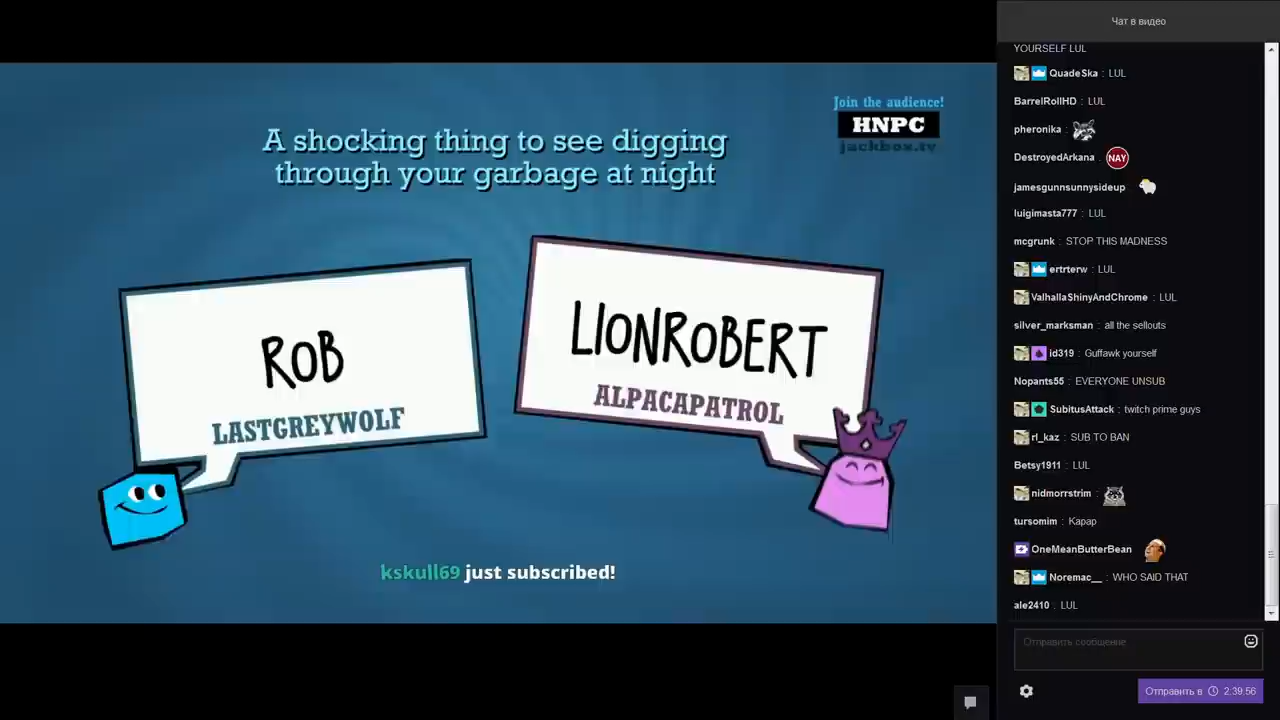 A shocking thing to see digging
through your garbage at night
Join the audience!
HNPC
jackbox.tv
ROB
LASTGREYWOLF
LIONROBERT
ALPACAPATROL
kskull69 just subscribed!
Чат в видео
YOURSELF LUL
QuadeSka : LUL
BarrelRollHD : LUL
pheronika :
DestroyedArkana : NAY
jamesgunnsunnysideup :
luigimasta777 : LUL
mcgrunk : STOP THIS MADNESS
ertrterw : LUL
ValhallaShinyAndChrome : LUL
silver_marksman : all the sellouts
id319 : Guffawk yourself
Nopants55 : EVERYONE UNSUB
SubitusAttack : twitch prime guys
rl_kaz : SUB TO BAN
Betsy1911 : LUL
nidmorrstrim :
tursomim : Kapap
OneMeanButterBean :
Noremac__ : WHO SAID THAT
ale2410 : LUL
Отправить сообщение
Отправить в 2:39:56